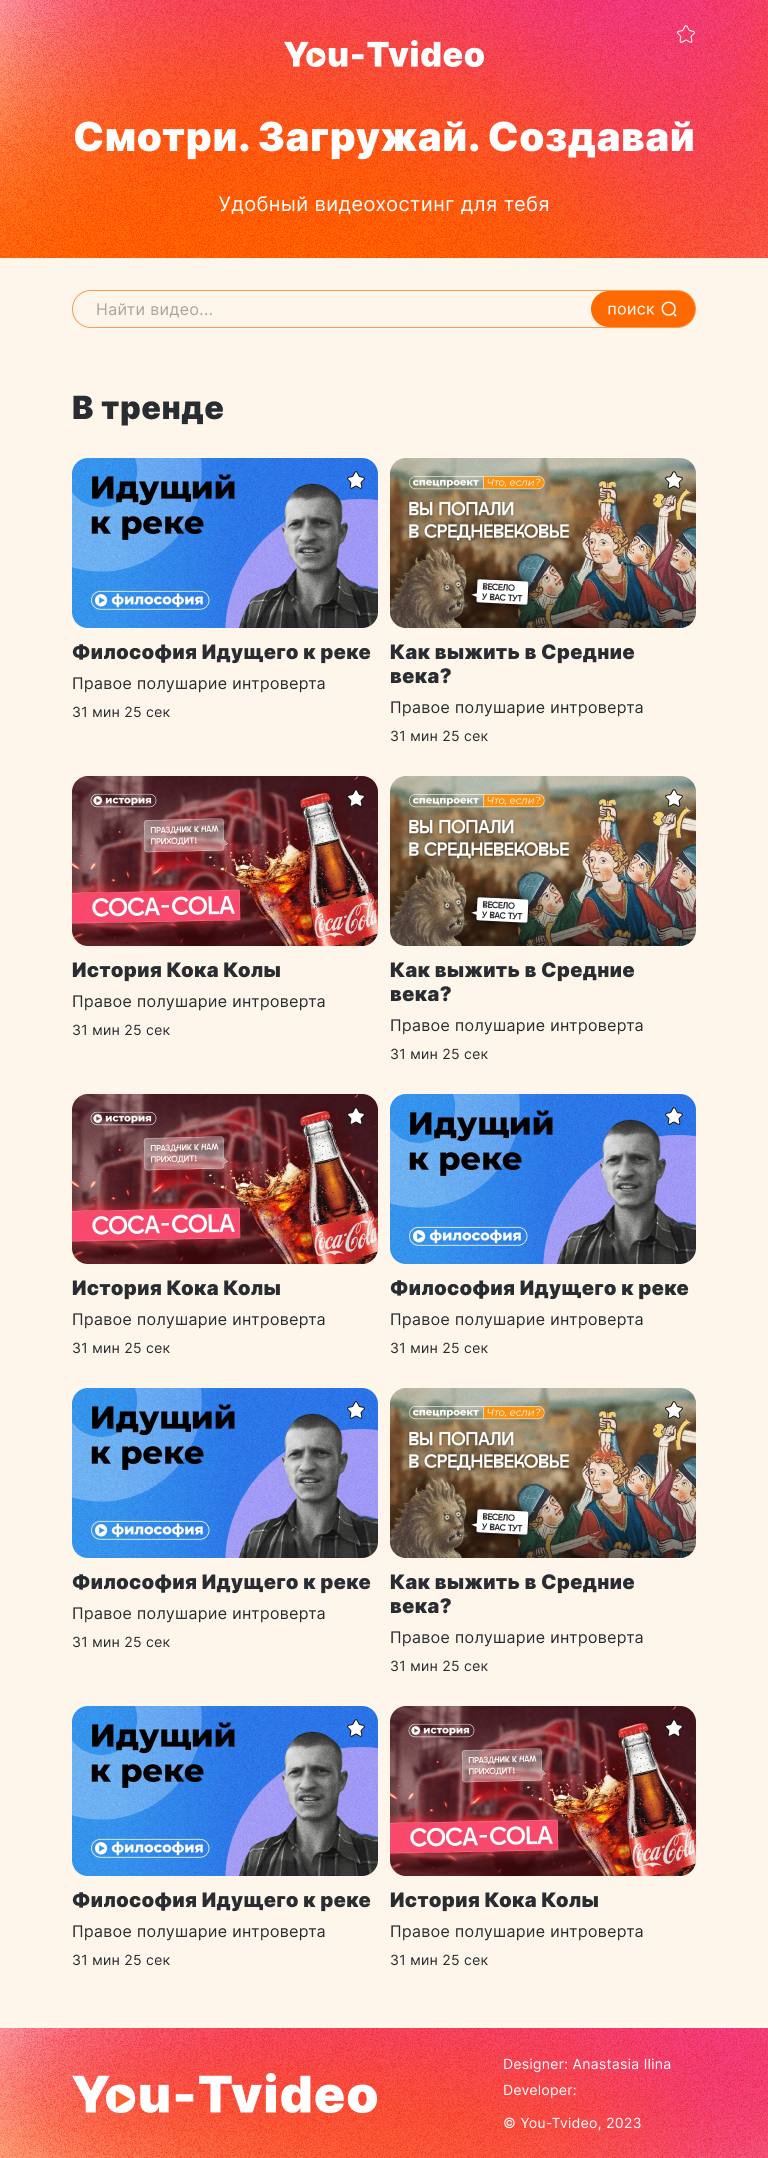 You-Tvideo
Смотри. Загружай. Создавай
Удобный видеохостинг для тебя
Найти видео...
поиск
В тренде
Идущий
к реке
философия
Философия Идущего к реке
Правое полушарие интроверта
31 мин 25 сек
спецпроект Что, если?
ВЫ ПОПАЛИ
В СРЕДНЕВЕКОВЬЕ
ВЕСЕЛО
У ВАС ТУТ
Как выжить в Средние
века?
Правое полушарие интроверта
31 мин 25 сек
история
ПРАЗДНИК К НАМ
ПРИХОДИТ!
COCA-COLA
Coca-Cola
История Кока Колы
Правое полушарие интроверта
31 мин 25 сек
спецпроект Что, если?
ВЫ ПОПАЛИ
В СРЕДНЕВЕКОВЬЕ
ВЕСЕЛО
У ВАС ТУТ
Как выжить в Средние
века?
Правое полушарие интроверта
31 мин 25 сек
история
ПРАЗДНИК К НАМ
ПРИХОДИТ!
COCA-COLA
Coca-Cola
История Кока Колы
Правое полушарие интроверта
31 мин 25 сек
Идущий
к реке
философия
Философия Идущего к реке
Правое полушарие интроверта
31 мин 25 сек
Идущий
к реке
философия
Философия Идущего к реке
Правое полушарие интроверта
31 мин 25 сек
спецпроект Что, если?
ВЫ ПОПАЛИ
В СРЕДНЕВЕКОВЬЕ
ВЕСЕЛО
У ВАС ТУТ
Как выжить в Средние
века?
Правое полушарие интроверта
31 мин 25 сек
Идущий
к реке
философия
Философия Идущего к реке
Правое полушарие интроверта
31 мин 25 сек
история
ПРАЗДНИК К НАМ
ПРИХОДИТ!
COCA-COLA
Coca-Cola
История Кока Колы
Правое полушарие интроверта
31 мин 25 сек
You-Tvideo
Designer: Anastasia Ilina
Developer:
© You-Tvideo, 2023